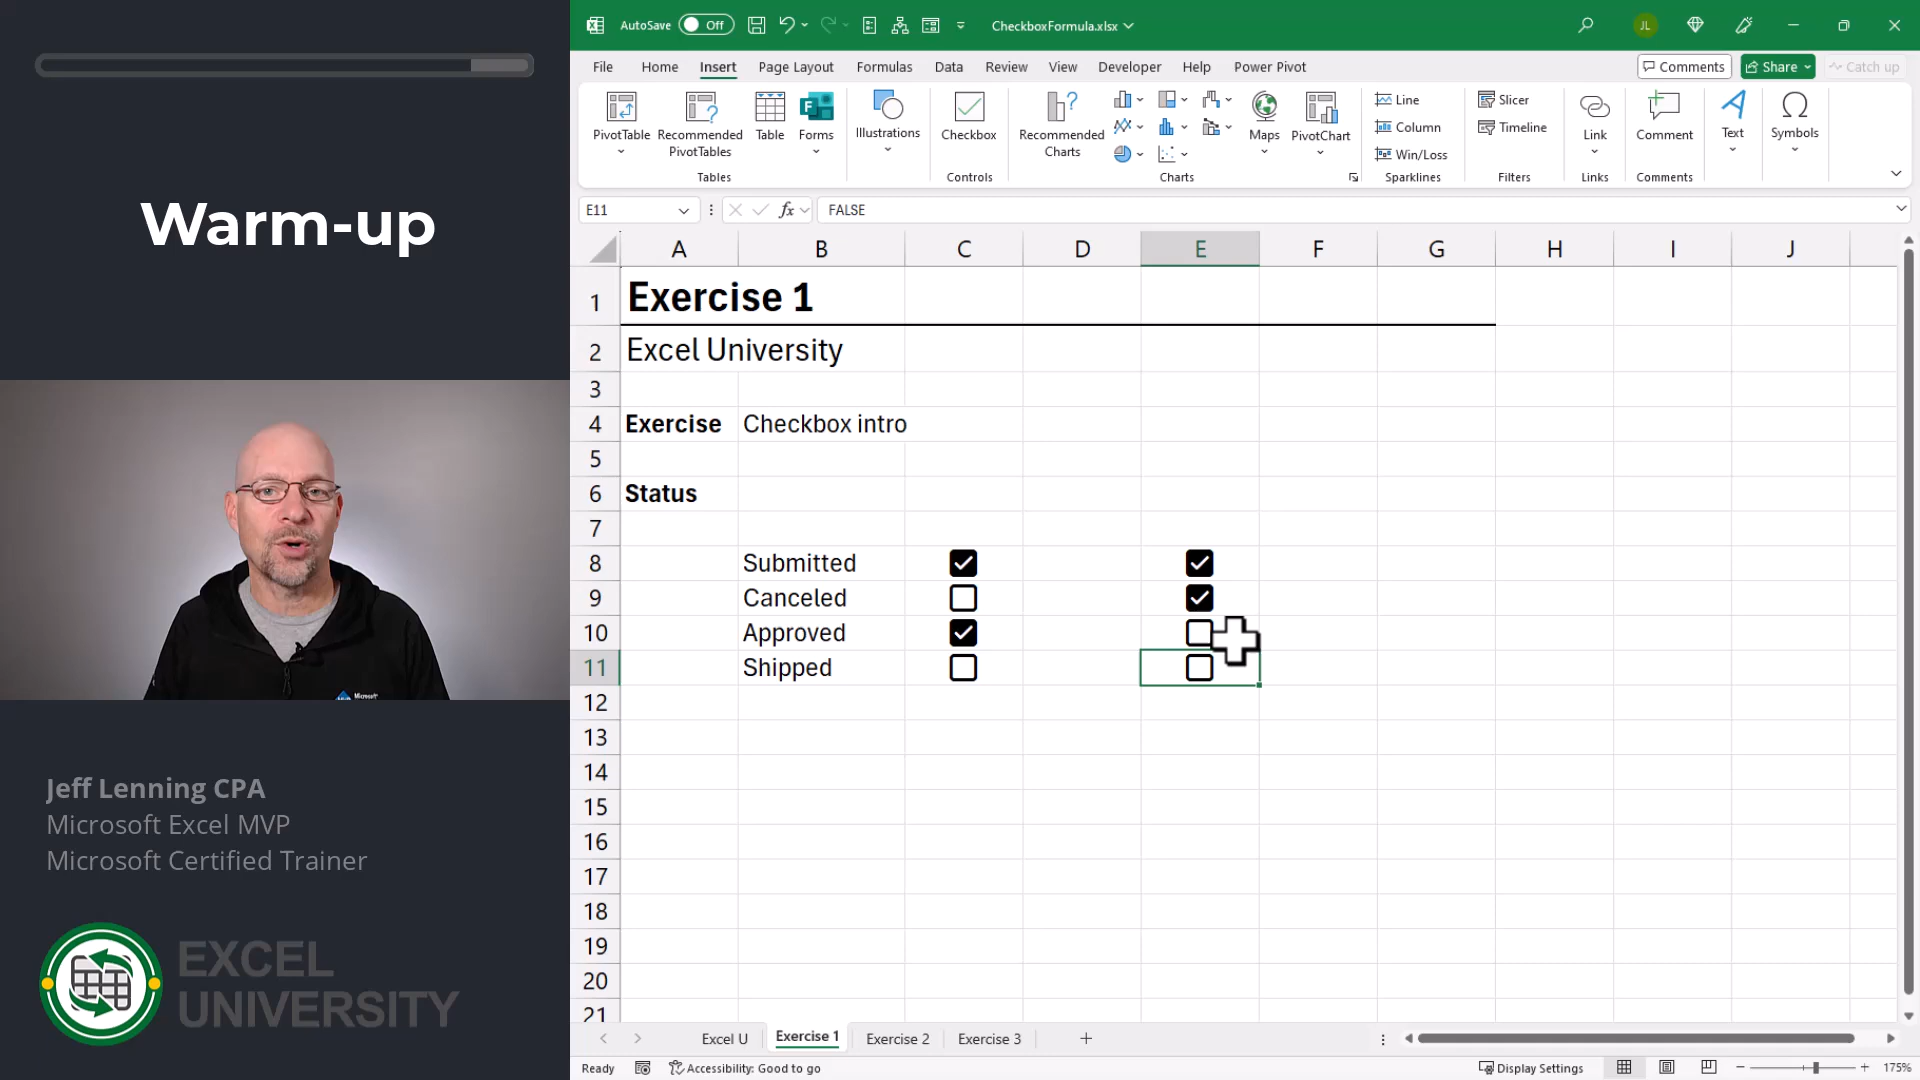 Warm-up
Jeff Lenning CPA
Microsoft Excel MVP
Microsoft Certified Trainer
EXCEL
UNIVERSITY
Microsoft
AutoSave Off
CheckboxFormula.xlsx
JL
File Home Insert Page Layout Formulas Data Review View Developer Help Power Pivot
Comments Share Catch up
PivotTable
Recommended
PivotTables
Table
Forms
Tables
Illustrations
Checkbox
Controls
Recommended
Charts
Maps
PivotChart
Charts
Line
Column
Win/Loss
Sparklines
Slicer
Timeline
Filters
Link
Links
Comment
Comments
Text
Symbols
E11 fx FALSE
A B C D E F G H I J
1 Exercise 1
2 Excel University
3
4 Exercise Checkbox intro
5
6 Status
7
8 Submitted
9 Canceled
10 Approved
11 Shipped
12
13
14
15
16
17
18
19
20
21
Excel U Exercise 1 Exercise 2 Exercise 3
Ready Accessibility: Good to go Display Settings 175%